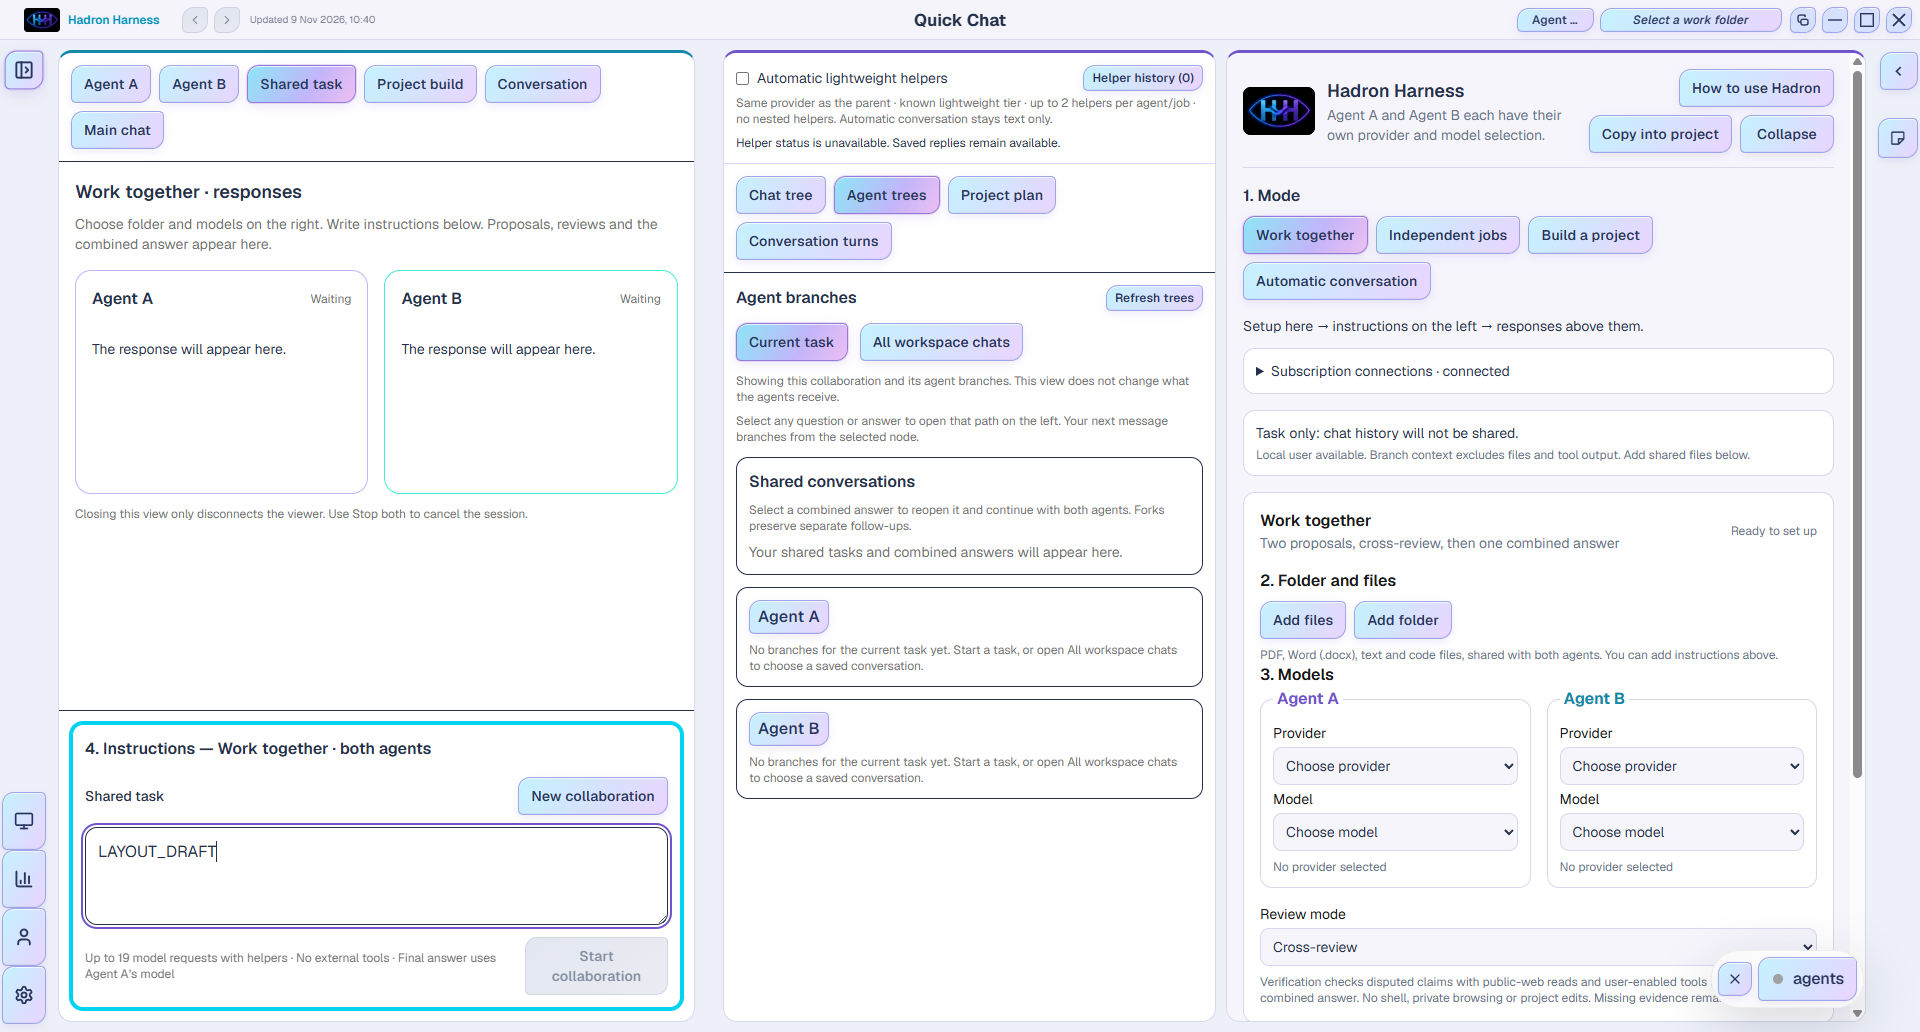 Hadron Harness
Updated 9 Nov 2026, 10:40
Quick Chat
Agent ...
Select a work folder
Agent A
Agent B
Shared task
Project build
Conversation
Main chat
Work together · responses
Choose folder and models on the right. Write instructions below. Proposals, reviews and the
combined answer appear here.
Agent A
Waiting
The response will appear here.
Agent B
Waiting
The response will appear here.
Closing this view only disconnects the viewer. Use Stop both to cancel the session.
4. Instructions — Work together · both agents
Shared task
New collaboration
LAYOUT_DRAFT
Up to 19 model requests with helpers · No external tools · Final answer uses
Agent A's model
Start
collaboration
Automatic lightweight helpers
Helper history (0)
Same provider as the parent · known lightweight tier · up to 2 helpers per agent/job ·
no nested helpers. Automatic conversation stays text only.
Helper status is unavailable. Saved replies remain available.
Chat tree
Agent trees
Project plan
Conversation turns
Agent branches
Refresh trees
Current task
All workspace chats
Showing this collaboration and its agent branches. This view does not change what
the agents receive.
Select any question or answer to open that path on the left. Your next message
branches from the selected node.
Shared conversations
Select a combined answer to reopen it and continue with both agents. Forks
preserve separate follow-ups.
Your shared tasks and combined answers will appear here.
Agent A
No branches for the current task yet. Start a task, or open All workspace chats
to choose a saved conversation.
Agent B
No branches for the current task yet. Start a task, or open All workspace chats
to choose a saved conversation.
Hadron Harness
Agent A and Agent B each have their
own provider and model selection.
How to use Hadron
Copy into project
Collapse
1. Mode
Work together
Independent jobs
Build a project
Automatic conversation
Setup here → instructions on the left → responses above them.
Subscription connections · connected
Task only: chat history will not be shared.
Local user available. Branch context excludes files and tool output. Add shared files below.
Work together
Two proposals, cross-review, then one combined answer
Ready to set up
2. Folder and files
Add files
Add folder
PDF, Word (.docx), text and code files, shared with both agents. You can add instructions above.
3. Models
Agent A
Provider
Choose provider
Model
Choose model
No provider selected
Agent B
Provider
Choose provider
Model
Choose model
No provider selected
Review mode
Cross-review
Verification checks disputed claims with public-web reads and user-enabled tools
combined answer. No shell, private browsing or project edits. Missing evidence
agents